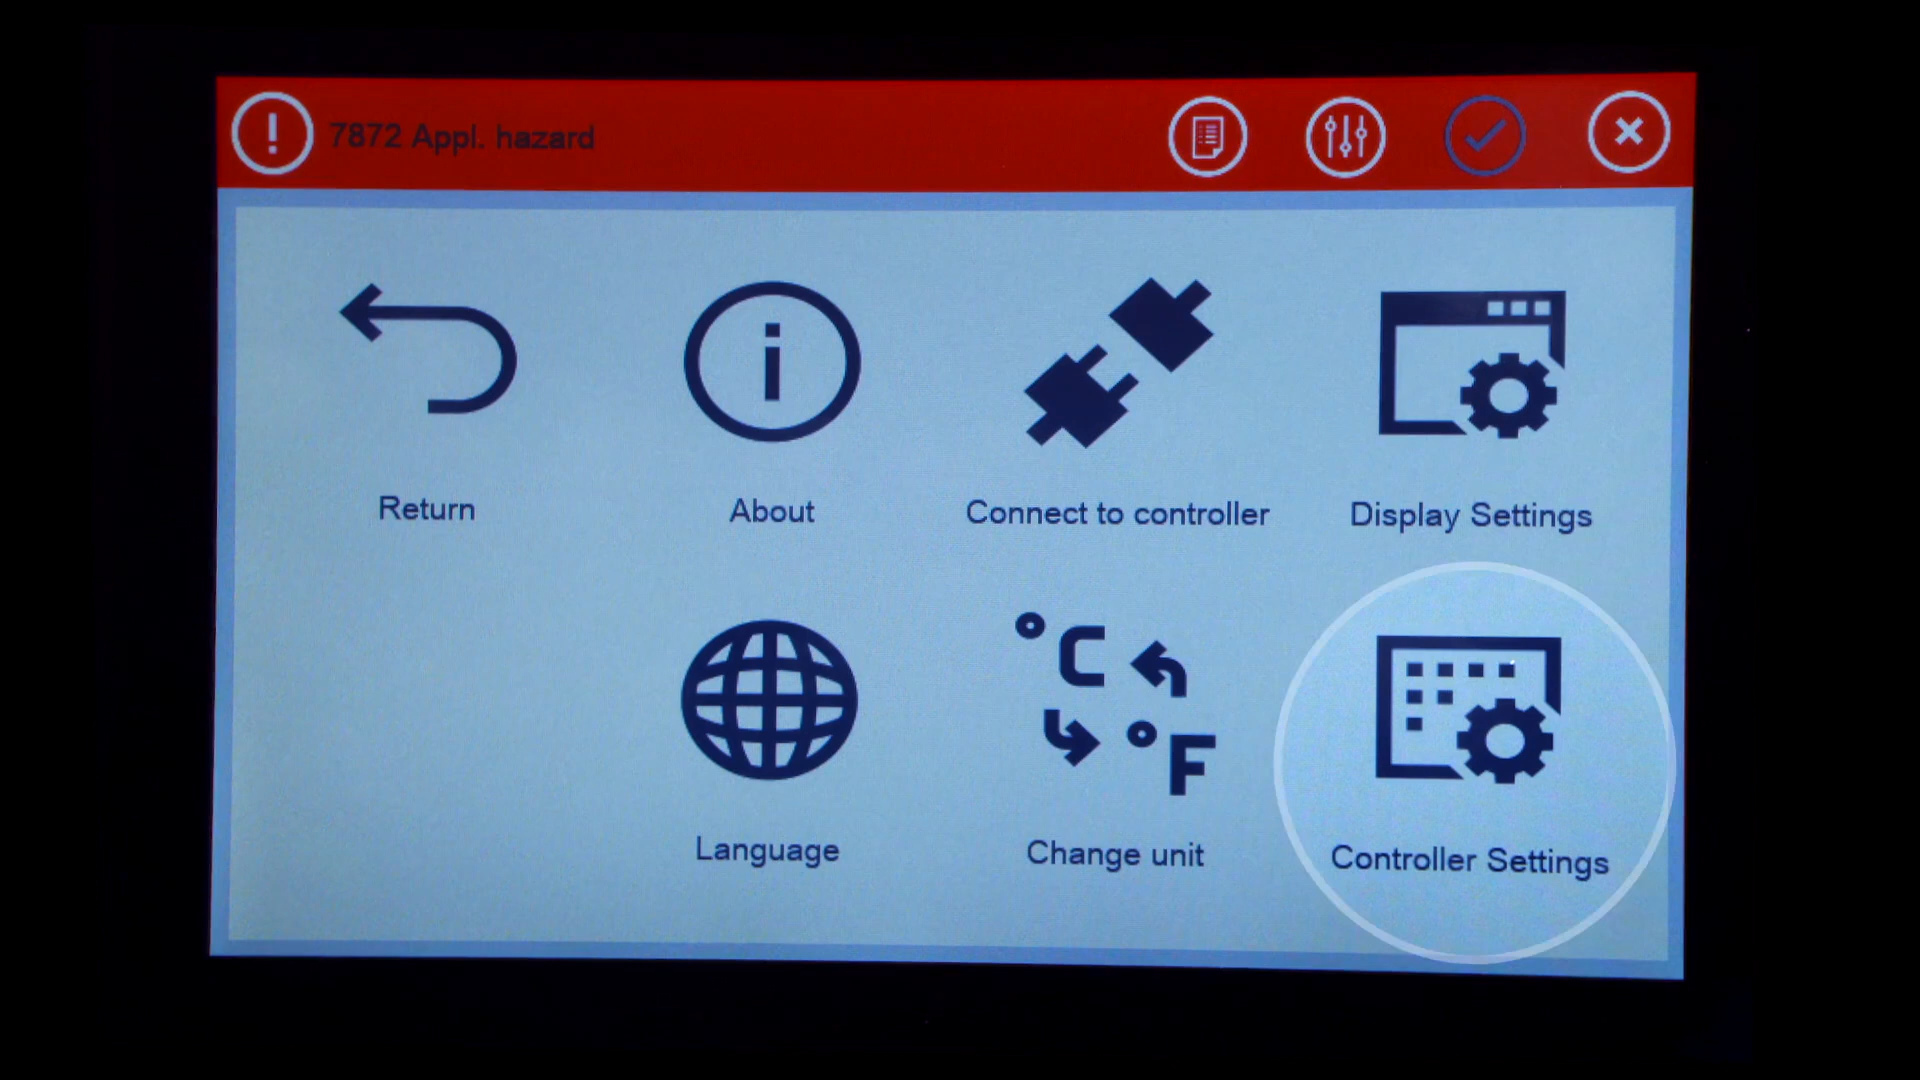 7872 Appl. hazard
Return
About
Connect to controller
Display Settings
Language
°C
°F
Change unit
Controller Settings